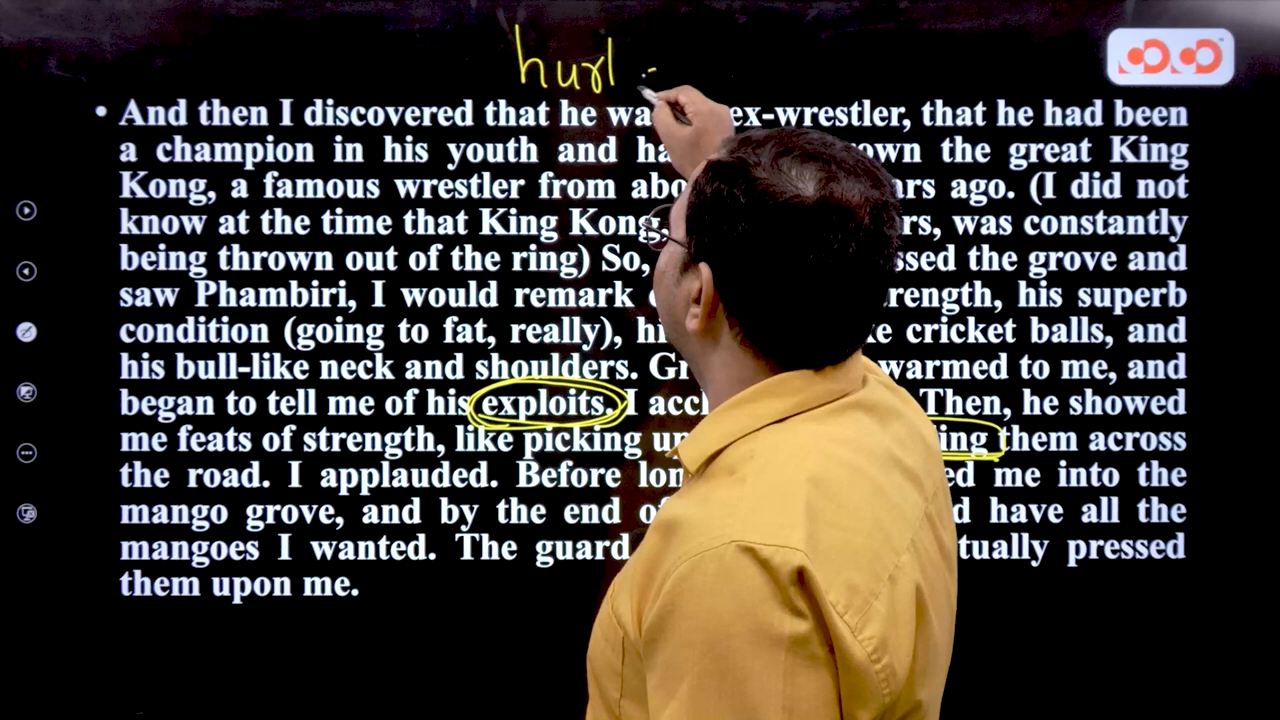 hurl :-
• And then I discovered that he wa ex-wrestler, that he had been
a champion in his youth and ha own the great King
Kong, a famous wrestler from abo ars ago. (I did not
know at the time that King Kong, rs, was constantly
being thrown out of the ring) So, ssed the grove and
saw Phambiri, I would remark rength, his superb
condition (going to fat, really), hi ke cricket balls, and
his bull-like neck and shoulders. Gr warmed to me, and
began to tell me of his exploits. I accl Then, he showed
me feats of strength, like picking up ing them across
the road. I applauded. Before lon ed me into the
mango grove, and by the end of d have all the
mangoes I wanted. The guard tually pressed
them upon me.